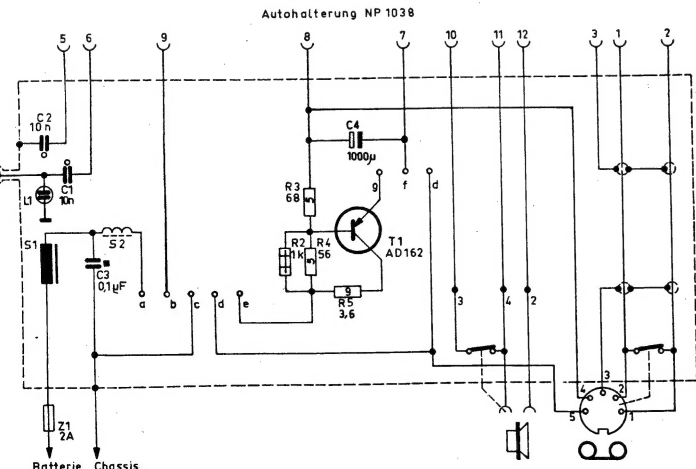 Autohalterung NP 1038
5 6 9 8 7 10 11 12 3 1 2
C2
10n
C4
1000µ
C1
10n
L1
R3
68
g f d
T1
AD162
R2
1k
R4
56
S1
S2
C3
0,1µF
R5
3,6
a b c d e
3 4 2
3
4 2
5 1
Z1
2A
Batterie Chassis